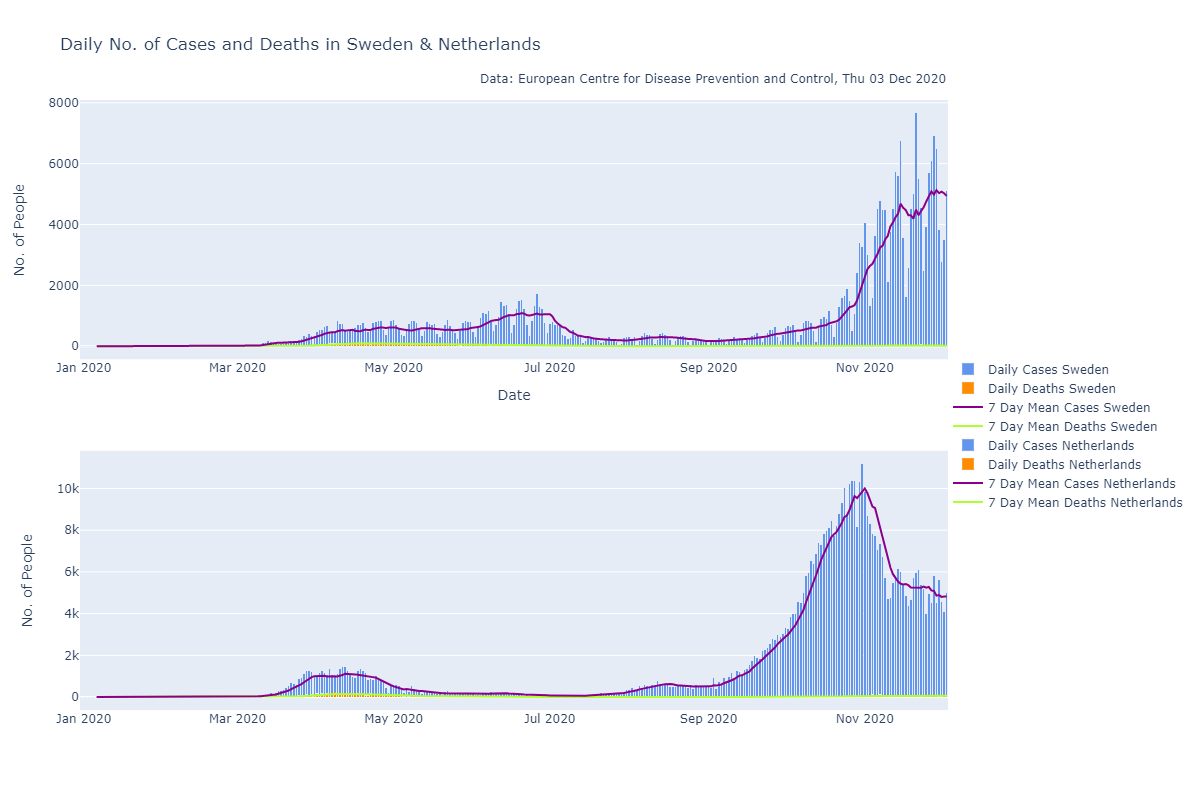 Daily No. of Cases and Deaths in Sweden & Netherlands
Data: European Centre for Disease Prevention and Control, Thu 03 Dec 2020
No. of People
8000
6000
4000
2000
0
Jan 2020 Mar 2020 May 2020 Jul 2020 Sep 2020 Nov 2020
Date
Daily Cases Sweden
Daily Deaths Sweden
7 Day Mean Cases Sweden
7 Day Mean Deaths Sweden
Daily Cases Netherlands
Daily Deaths Netherlands
7 Day Mean Cases Netherlands
7 Day Mean Deaths Netherlands
No. of People
10k
8k
6k
4k
2k
0
Jan 2020 Mar 2020 May 2020 Jul 2020 Sep 2020 Nov 2020